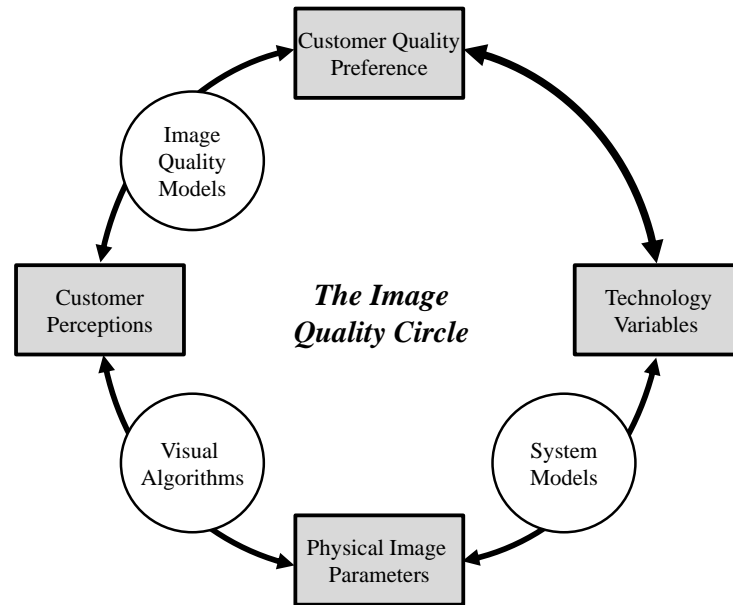 Customer Quality
Preference
Image
Quality
Models
Customer
Perceptions
The Image
Quality Circle
Technology
Variables
Visual
Algorithms
System
Models
Physical Image
Parameters